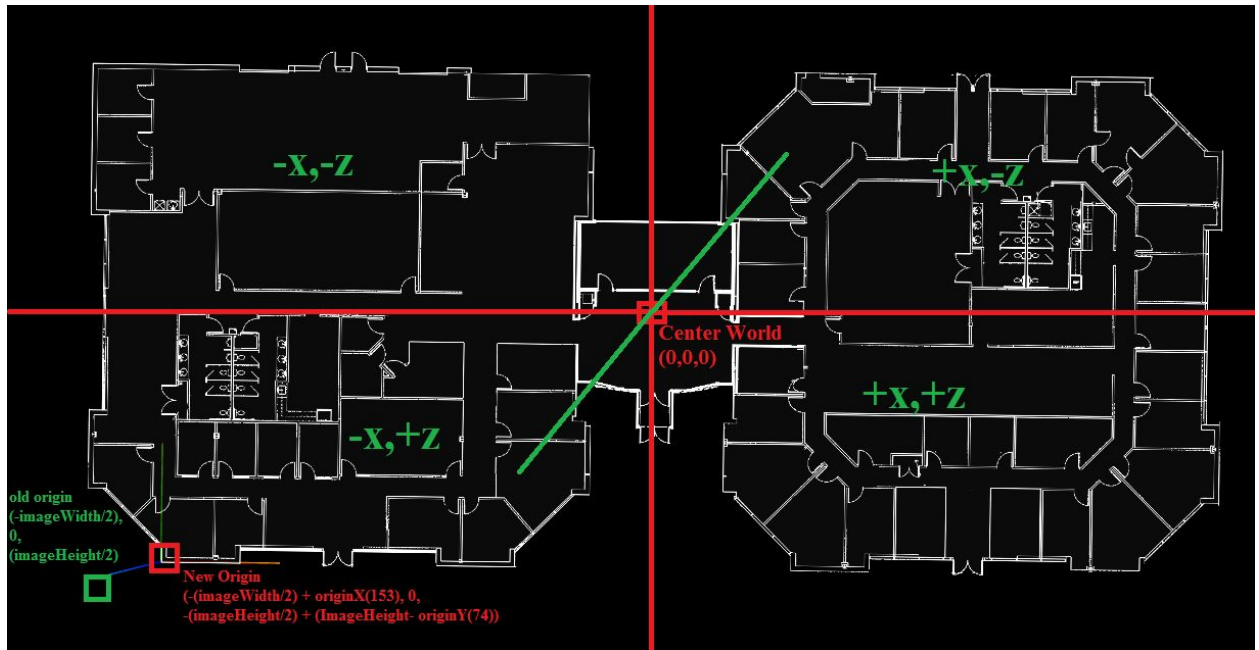 -x,-z
+x,-z
Center World
(0,0,0)
+x,+z
-x,+z
old origin
(-imageWidth/2),
0,
(imageHeight/2)
New Origin
(-(imageWidth/2) + originX(153), 0,
-(imageHeight/2) + (ImageHeight- originY(74))